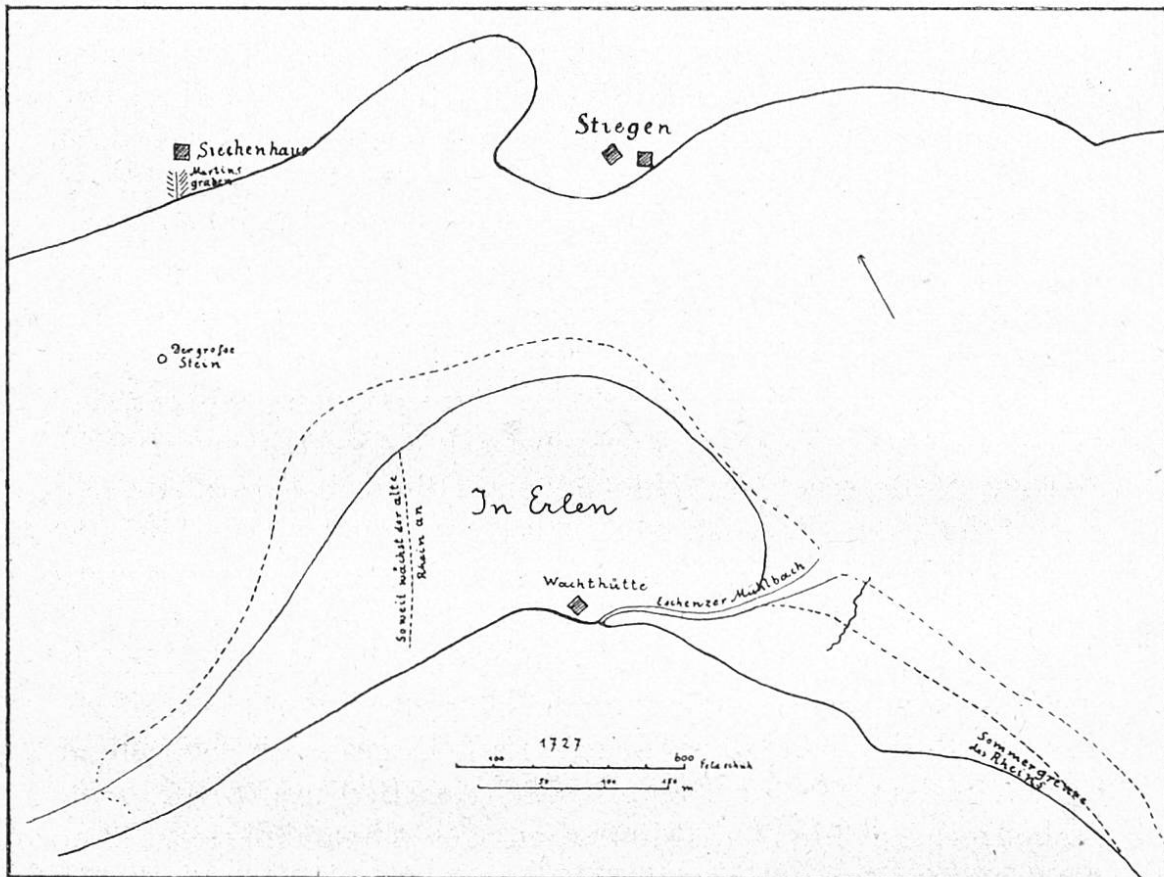 Stiegen
Siechenhaus
Martins
graben
Der große
Stein
In Erlen
Soweit wächst der alte
Rhein an
Wachthütte
Eschenzer Mühlbach
Sommergrenze
des Rheins
1727
100
600
Feldschuh
50
100
150
m